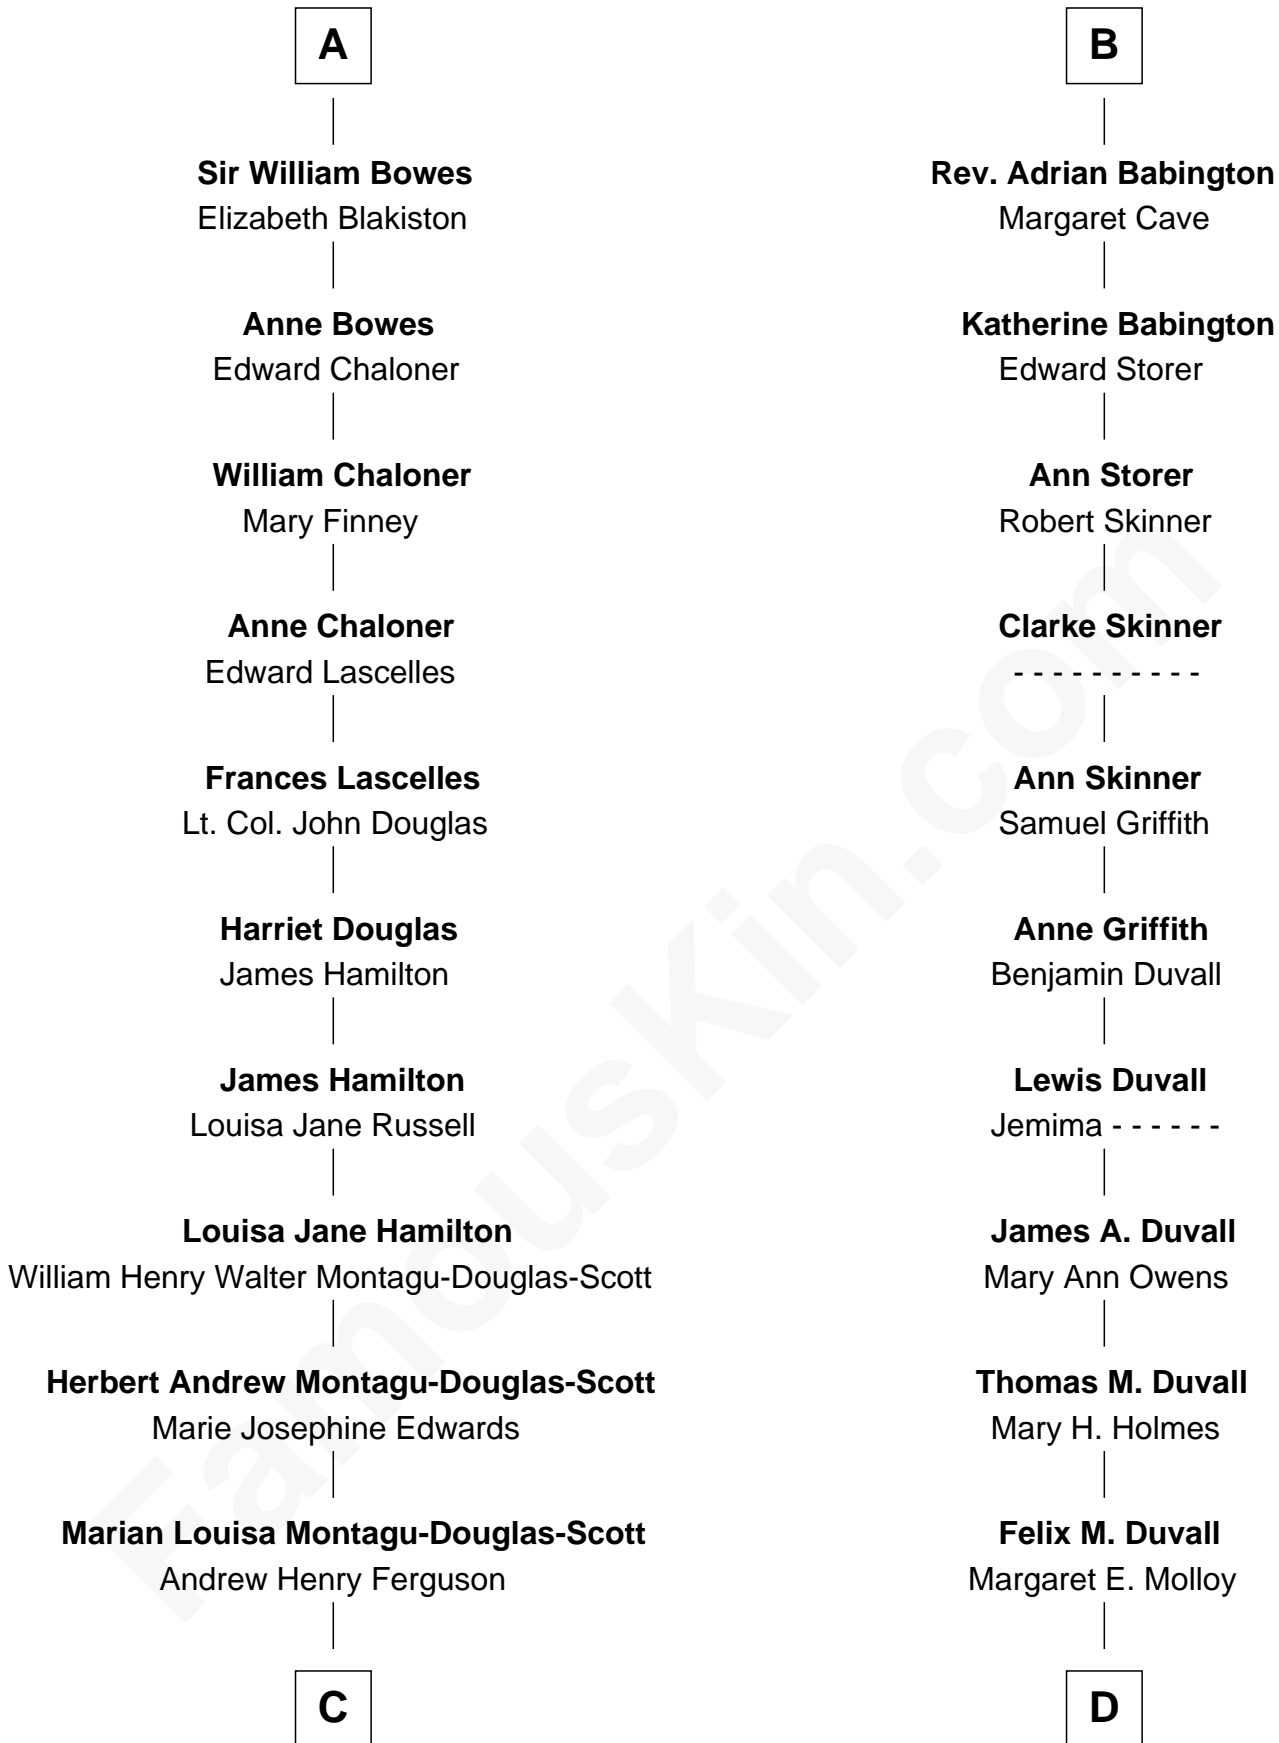 A
Sir William Bowes
Elizabeth Blakiston
Anne Bowes
Edward Chaloner
William Chaloner
Mary Finney
Anne Chaloner
Edward Lascelles
Frances Lascelles
Lt. Col. John Douglas
Harriet Douglas
James Hamilton
James Hamilton
Louisa Jane Russell
Louisa Jane Hamilton
William Henry Walter Montagu-Douglas-Scott
Herbert Andrew Montagu-Douglas-Scott
Marie Josephine Edwards
Marian Louisa Montagu-Douglas-Scott
Andrew Henry Ferguson
C
B
Rev. Adrian Babington
Margaret Cave
Katherine Babington
Edward Storer
Ann Storer
Robert Skinner
Clarke Skinner
- - - - - - - - - -
Ann Skinner
Samuel Griffith
Anne Griffith
Benjamin Duvall
Lewis Duvall
Jemima - - - - - -
James A. Duvall
Mary Ann Owens
Thomas M. Duvall
Mary H. Holmes
Felix M. Duvall
Margaret E. Molloy
D
FamousKin.com